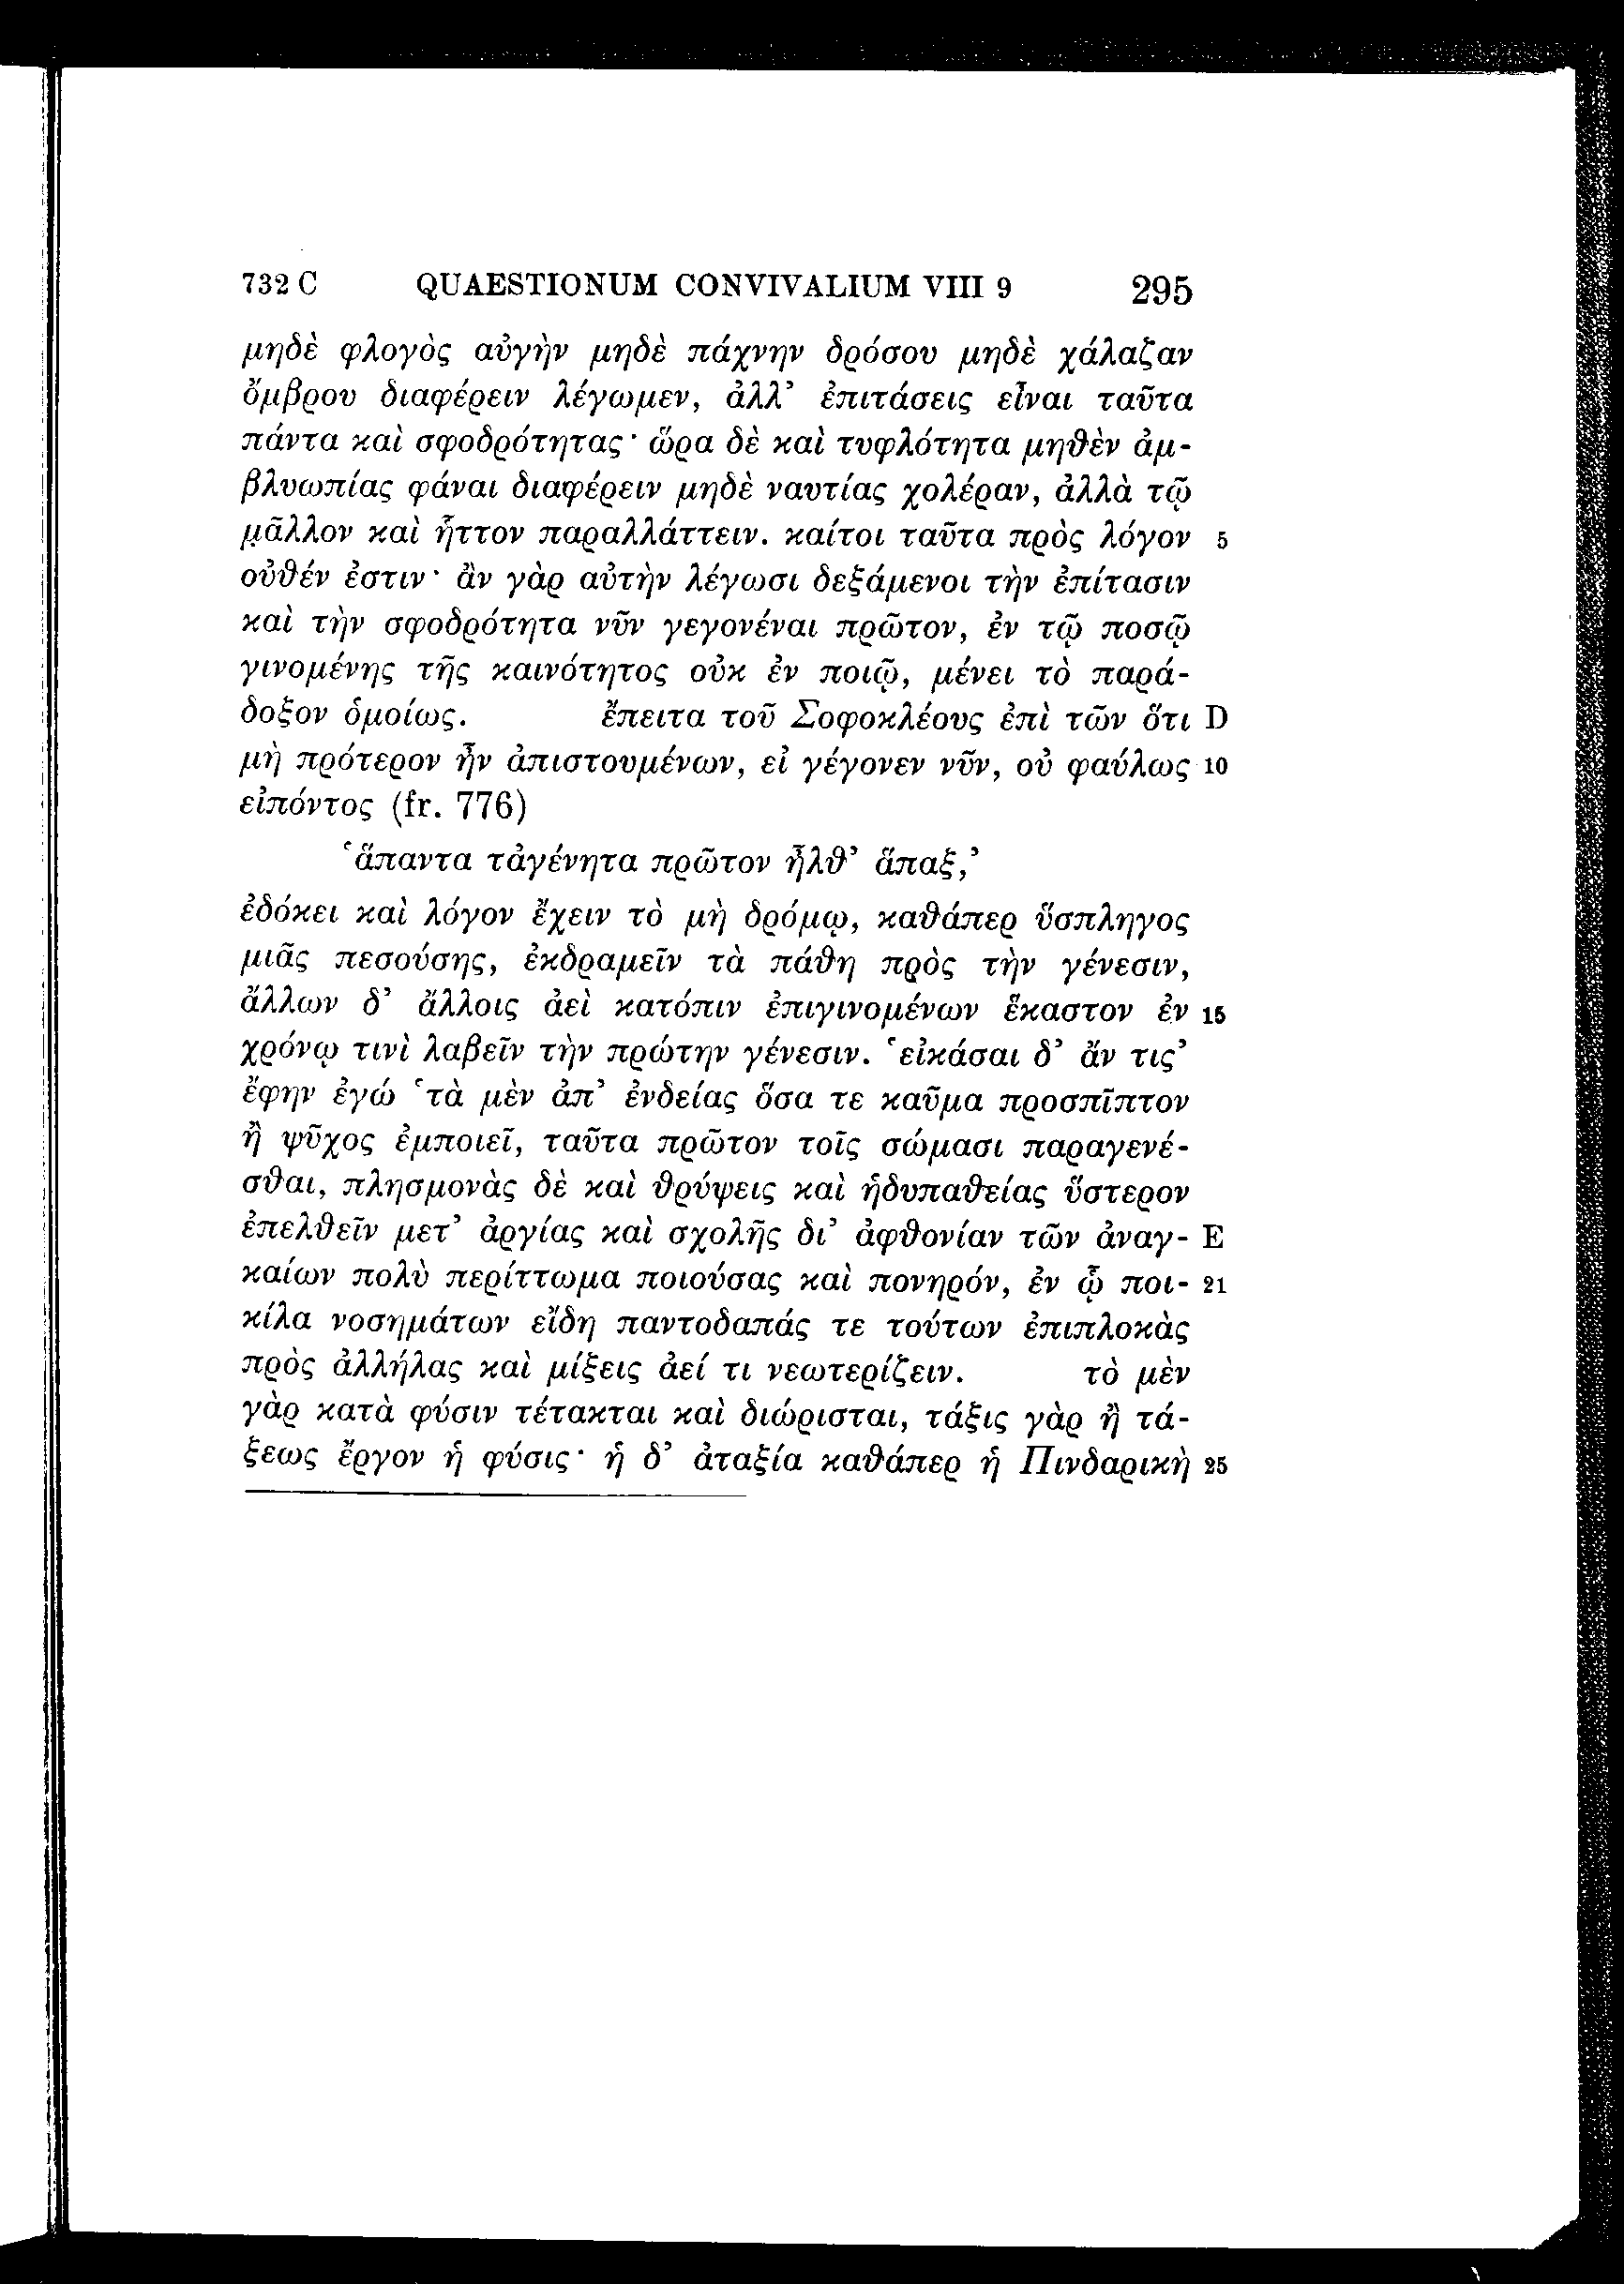 732 C QUAESTIONUM CONVIVALIUM VIII 9 295
μηδὲ φλογὸς αὐγὴν μηδὲ πάχνην δρόσου μηδὲ χάλαζαν
ὄμβρου διαφέρειν λέγωμεν, ἀλλ’ ἐπιτάσεις εἶναι ταῦτα
πάντα καὶ σφοδρότητας· ὥρα δὲ καὶ τυφλότητα μηθὲν ἀμ-
βλυωπίας φάναι διαφέρειν μηδὲ ναυτίας χολέραν, ἀλλὰ τῷ
μᾶλλον καὶ ἧττον παραλλάττειν. καίτοι ταῦτα πρὸς λόγον 5
οὐθέν ἐστιν· ἂν γὰρ αὐτὴν λέγωσι δεξάμενοι τὴν ἐπίτασιν
καὶ τὴν σφοδρότητα νῦν γεγονέναι πρῶτον, ἐν τῷ ποσῷ
γινομένης τῆς καινότητος οὐκ ἐν ποιῷ, μένει τὸ παρά-
δοξον ὁμοίως. ἔπειτα τοῦ Σοφοκλέους ἐπὶ τῶν ὅτι D
μὴ πρότερον ἦν ἀπιστουμένων, εἰ γέγονεν νῦν, οὐ φαύλως 10
εἰπόντος (fr. 776)
‘ἅπαντα τἀγένητα πρῶτον ἦλθ’ ἅπαξ,’
ἐδόκει καὶ λόγον ἔχειν τὸ μὴ δρόμῳ, καθάπερ ὕσπληγος
μιᾶς πεσούσης, ἐκδραμεῖν τὰ πάθη πρὸς τὴν γένεσιν,
ἄλλων δ’ ἄλλοις ἀεὶ κατόπιν ἐπιγινομένων ἕκαστον ἐν 15
χρόνῳ τινὶ λαβεῖν τὴν πρώτην γένεσιν. ‘εἰκάσαι δ’ ἄν τις’
ἔφην ἐγώ ‘τὰ μὲν ἀπ’ ἐνδείας ὅσα τε καῦμα προσπῖπτον
ἢ ψῦχος ἐμποιεῖ, ταῦτα πρῶτον τοῖς σώμασι παραγενέ-
σθαι, πλησμονὰς δὲ καὶ θρύψεις καὶ ἡδυπαθείας ὕστερον
ἐπελθεῖν μετ’ ἀργίας καὶ σχολῆς δι’ ἀφθονίαν τῶν ἀναγ- E
καίων πολὺ περίττωμα ποιούσας καὶ πονηρόν, ἐν ᾧ ποι- 21
κίλα νοσημάτων εἴδη παντοδαπάς τε τούτων ἐπιπλοκὰς
πρὸς ἀλλήλας καὶ μίξεις ἀεί τι νεωτερίζειν. τὸ μὲν
γὰρ κατὰ φύσιν τέτακται καὶ διώρισται, τάξις γὰρ ἢ τά-
ξεως ἔργον ἡ φύσις· ἡ δ’ ἀταξία καθάπερ ἡ Πινδαρικὴ 25